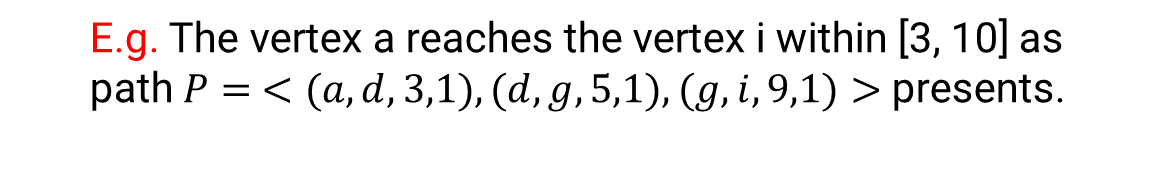 E.g. The vertex a reaches the vertex i within [3, 10] as
path P = < (a, d, 3,1), (d, g, 5,1), (g, i, 9,1) > presents.